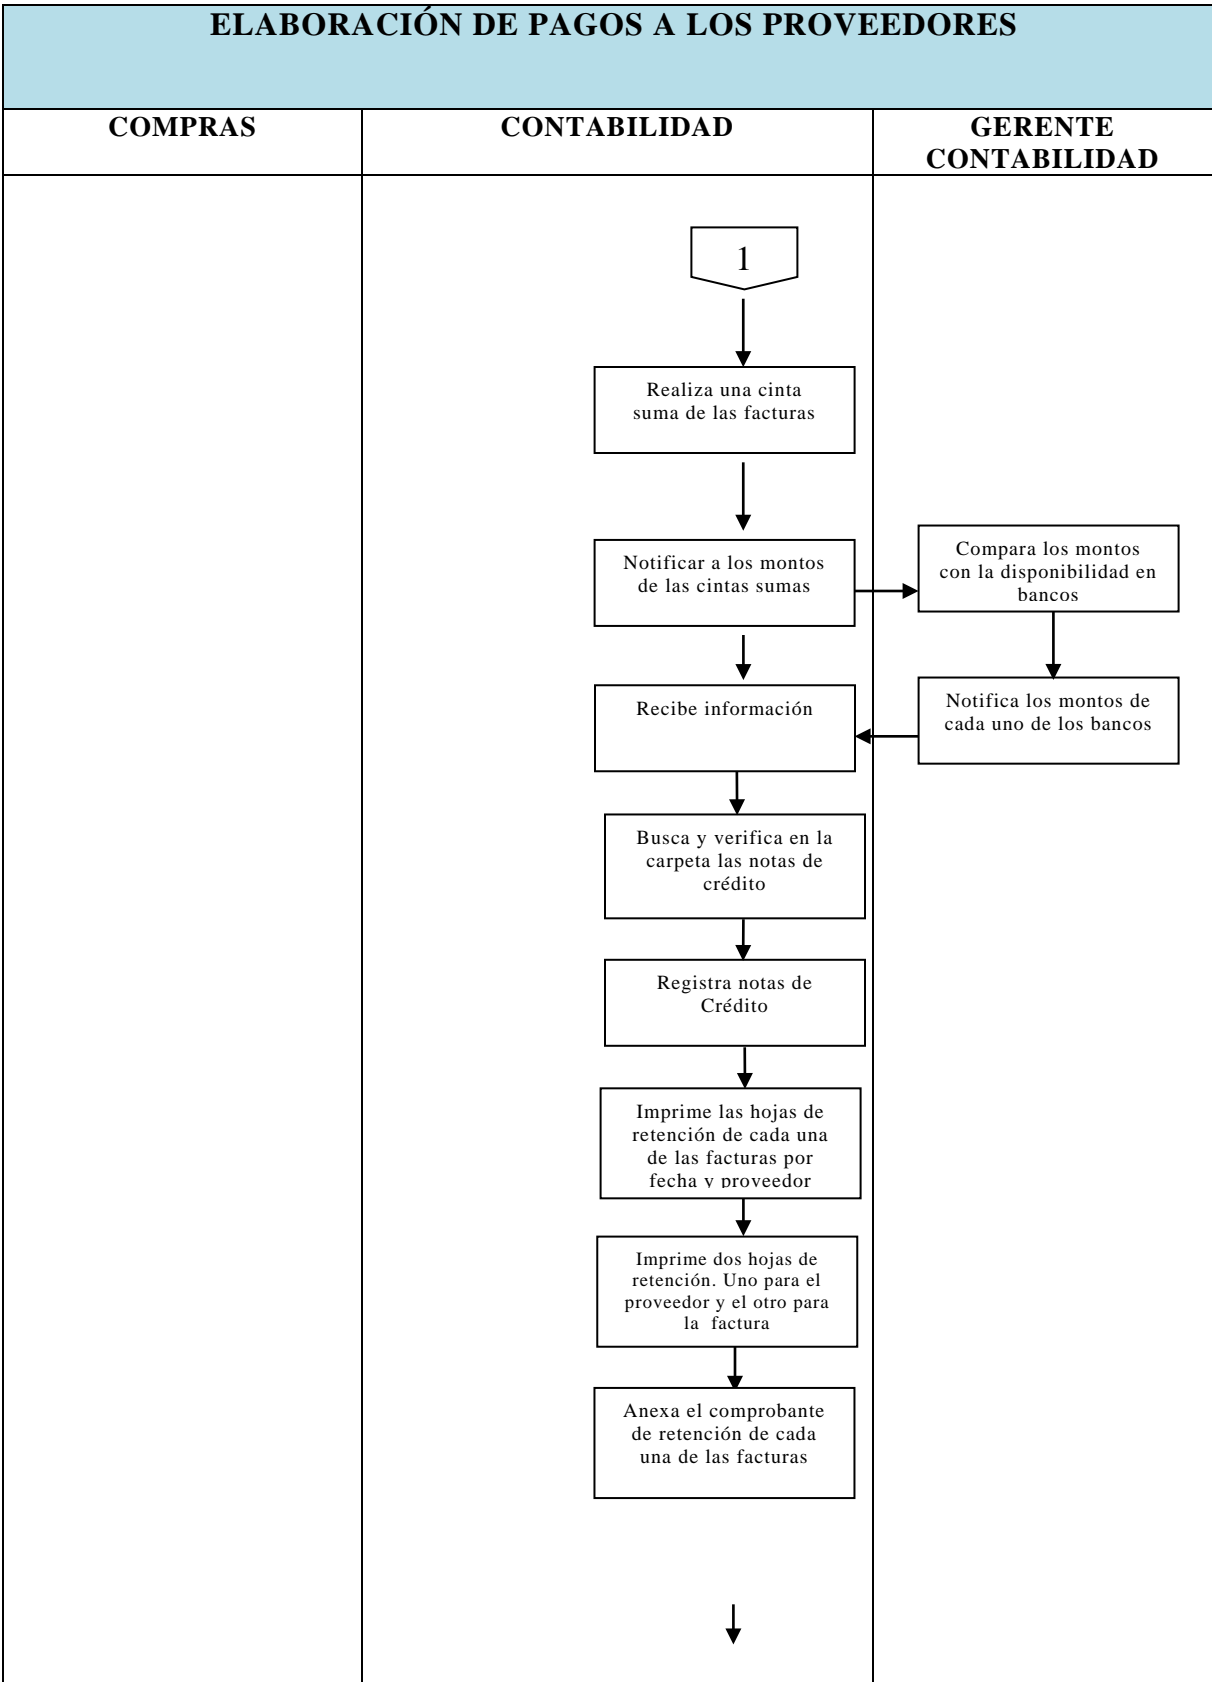 ELABORACIÓN DE PAGOS A LOS PROVEEDORES
COMPRAS
CONTABILIDAD
GERENTE
CONTABILIDAD
1
Realiza una cinta
suma de las facturas
Notificar a los montos
de las cintas sumas
Compara los montos
con la disponibilidad en
bancos
Recibe información
Notifica los montos de
cada uno de los bancos
Busca y verifica en la
carpeta las notas de
crédito
Registra notas de
Crédito
Imprime las hojas de
retención de cada una
de las facturas por
fecha y proveedor
Imprime dos hojas de
retención. Uno para el
proveedor y el otro para
la factura
Anexa el comprobante
de retención de cada
una de las facturas